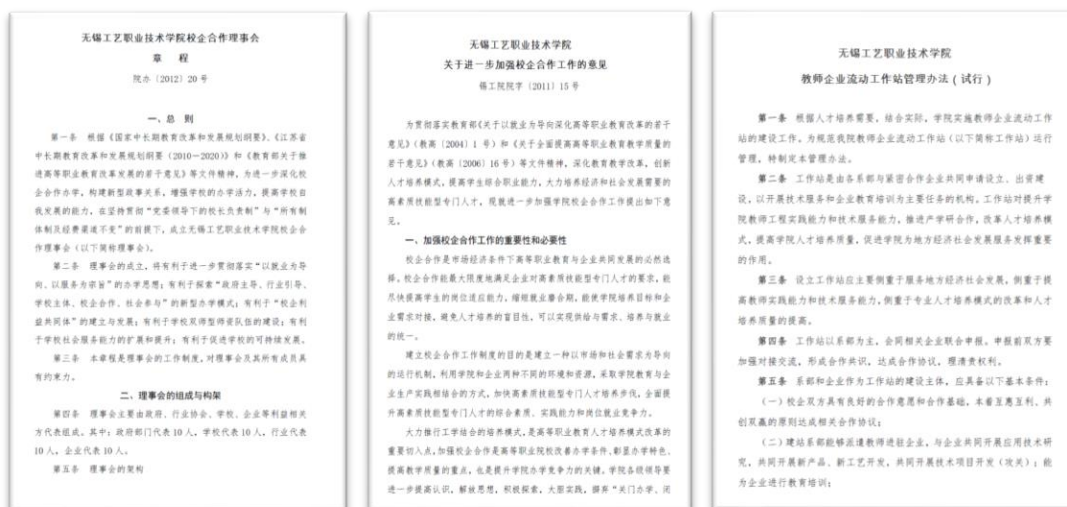 无锡工艺职业技术学院校企合作理事会
章 程
院办〔2012〕20 号
一、总 则
第一条 根据《国家中长期教育改革和发展规划纲要》、《江苏省
中长期教育改革和发展规划纲要（2010—2020）》和《教育部关于推
进高等职业教育改革发展的若干意见》等文件精神，为进一步深化校
企合作办学，构建新型政事关系，增强学校的办学活力，提高学校自
我发展的能力，在坚持贯彻“党委领导下的校长负责制”与“所有制
体制及经费渠道不变”的前提下，成立无锡工艺职业技术学院校企合
作理事会（以下简称理事会）。
第二条 理事会的成立，将有利于进一步贯彻落实“以就业为导
向、以服务为宗旨”的办学思想；有利于探索“政府主导、行业引导、
学校主体、校企合作、社会参与”的新型办学模式；有利于“校企利
益共同体”的建立与发展；有利于学校双师型师资队伍的建设；有利
于学校社会服务能力的扩展和提升；有利于促进学校的可持续发展。
第三条 本章程是理事会的工作制度，对理事会及其所有成员具
有约束力。
二、理事会的组成与构架
第四条 理事会主要由政府、行业协会、学校、企业等利益相关
方代表组成。其中：政府部门代表 10 人，学校代表 10 人，行业代表
10 人，企业代表 10 人。
第五条 理事会的架构
无锡工艺职业技术学院
关于进一步加强校企合作工作的意见
锡工院院字〔2011〕15 号
为贯彻落实教育部《关于以就业为导向深化高等职业教育改革的若干
意见》（教高〔2004〕1 号）和《关于全面提高高等职业教育教学质量的
若干意见》（教高〔2006〕16 号）等文件精神，深化教育教学改革，创新
人才培养模式，提高学生综合职业能力，大力培养经济和社会发展需要的
高素质技能型专门人才，现就进一步加强学院校企合作工作提出如下意
见。
一、加强校企合作工作的重要性和必要性
校企合作是市场经济条件下高等职业教育与企业共同发展的必然选
择。校企合作能最大限度地满足企业对高素质技能型专门人才的要求，能
尽快提高学生的岗位适应能力，缩短就业磨合期，能使学院培养目标和企
业需求对接，避免人才培养的盲目性，可以实现供给与需求、培养与就业
的统一。
建立校企合作工作制度的目的是建立一种以市场和社会需求为导向
的运行机制，利用学院和企业两种不同的环境和资源，采取学院教育与企
业生产实践相结合的方式，加快高素质技能型专门人才的培养步伐，全面提
升高素质技能型专门人才的综合素质、实践能力和岗位就业竞争力。
大力推行工学结合的培养模式，是高等职业教育人才培养模式改革的
重要切入点，加强校企合作是高等职业院校改善办学条件、彰显办学特色、
提高教学质量的重点，也是提升学院办学竞争力的关键。学院各级领导要
进一步提高认识，解放思想，积极探索，大胆实践，摒弃“关门办学、闭
无锡工艺职业技术学院
教师企业流动工作站管理办法（试行）
第一条 根据人才培养需要，结合实际，学院实施教师企业流动工作
站的建设工作。为规范我院教师企业流动工作站（以下简称工作站）运行
管理，特制定本管理办法。
第二条 工作站是由各系部与紧密合作企业共同申请设立、出资建
设，以开展技术服务和企业教育培训为主要任务的机构。工作站对提升学
院教师工程实践能力和技术服务能力，推进产学研合作，改革人才培养模
式，提高学院人才培养质量，促进学院为地方经济社会发展服务发挥重要
的作用。
第三条 设立工作站应主要侧重于服务地方经济社会发展，侧重于提
高教师实践能力和技术服务能力，侧重于专业人才培养模式的改革和人才
培养质量的提高。
第四条 工作站以系部为主，会同相关企业联合申报。申报前双方要
加强对接交流，形成合作共识，达成合作协议，理清责权利。
第五条 系部和企业作为工作站的建设主体，应具备以下基本条件：
（一）校企双方具有良好的合作意愿和合作基础，本着互惠互利、共
创双赢的原则达成相关合作协议；
（二）建站系部能够派遣教师进驻企业，与企业共同开展应用技术研
究，共同开展新产品、新工艺开发，共同开展技术项目开发（攻关）；能
为企业进行教育培训；